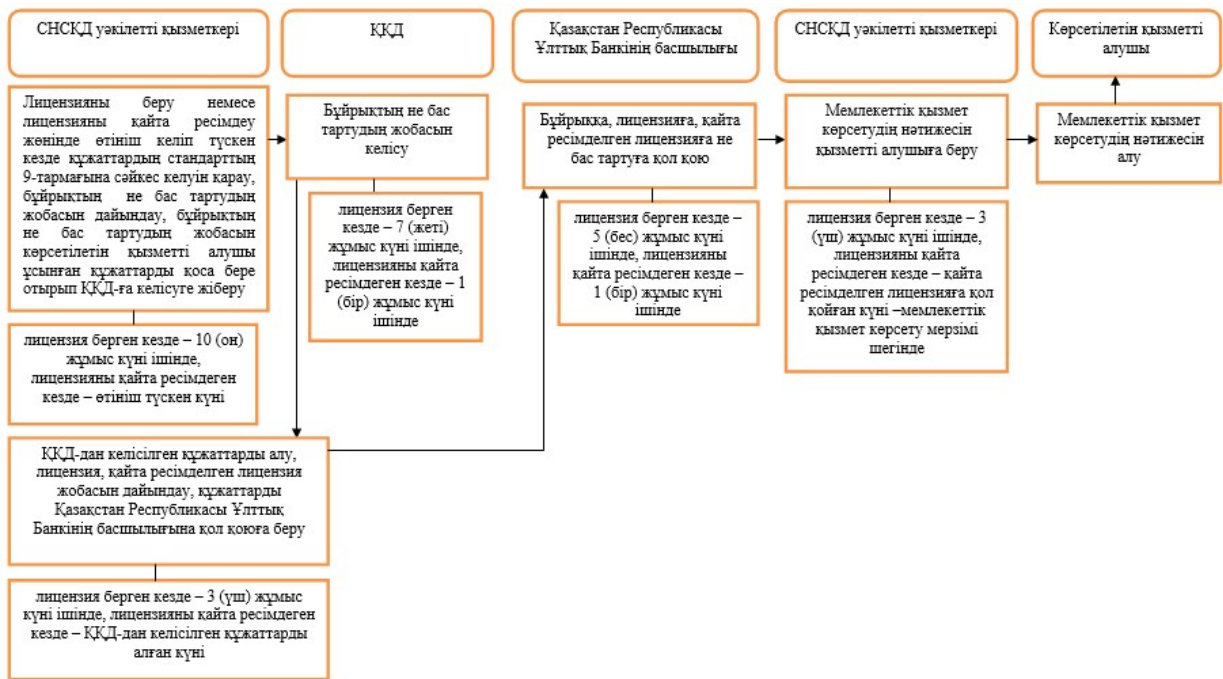 СНСҚД уәкілетті қызметкері
ҚҚД
Қазақстан Республикасы
Ұлттық Банкінің басшылығы
СНСҚД уәкілетті қызметкері
Көрсетілетін қызметті
алушы
Лицензияны беру немесе
лицензияны қайта ресімдеу
жөнінде өтініш келіп түскен
кезде құжаттардың стандарттың
9-тармағына сәйкес келуін қарау,
бұйрықтың не бас тартудың
жобасын дайындау, бұйрықтың
не бас тартудың жобасын
көрсетілетін қызметті алушы
ұсынған құжаттарды қоса бере
отырып ҚҚД-ға келісуге жіберу
Бұйрықтың не бас
тартудың жобасын
келісу
Бұйрыққа, лицензияға, қайта
ресімделген лицензияға не
бас тартуға қол қою
Мемлекеттік қызмет
көрсетудің нәтижесін
қызметті алушыға беру
Мемлекеттік қызмет
көрсетудің нәтижесін
алу
лицензия берген
кезде – 7 (жеті)
жұмыс күні ішінде,
лицензияны қайта
ресімдеген кезде – 1
(бір) жұмыс күні
ішінде
лицензия берген кезде –
5 (бес) жұмыс күні
ішінде, лицензияны
қайта ресімдеген кезде –
1 (бір) жұмыс күні
ішінде
лицензия берген кезде – 3
(үш) жұмыс күні ішінде,
лицензияны қайта
ресімдеген кезде – қайта
ресімделген лицензияға қол
қойған күні –мемлекеттік
қызмет көрсету мерзімі
шегінде
лицензия берген кезде – 10 (он)
жұмыс күні ішінде,
лицензияны қайта ресімдеген
кезде – өтініш түскен күні
ҚҚД-дан келісілген құжаттарды алу,
лицензия, қайта ресімделген лицензия
жобасын дайындау, құжаттарды
Қазақстан Республикасы Ұлттық
Банкінің басшылығына қол қоюға беру
лицензия берген кезде – 3 (үш) жұмыс
күні ішінде, лицензияны қайта ресімдеген
кезде – ҚҚД-дан келісілген құжаттарды
алған күні